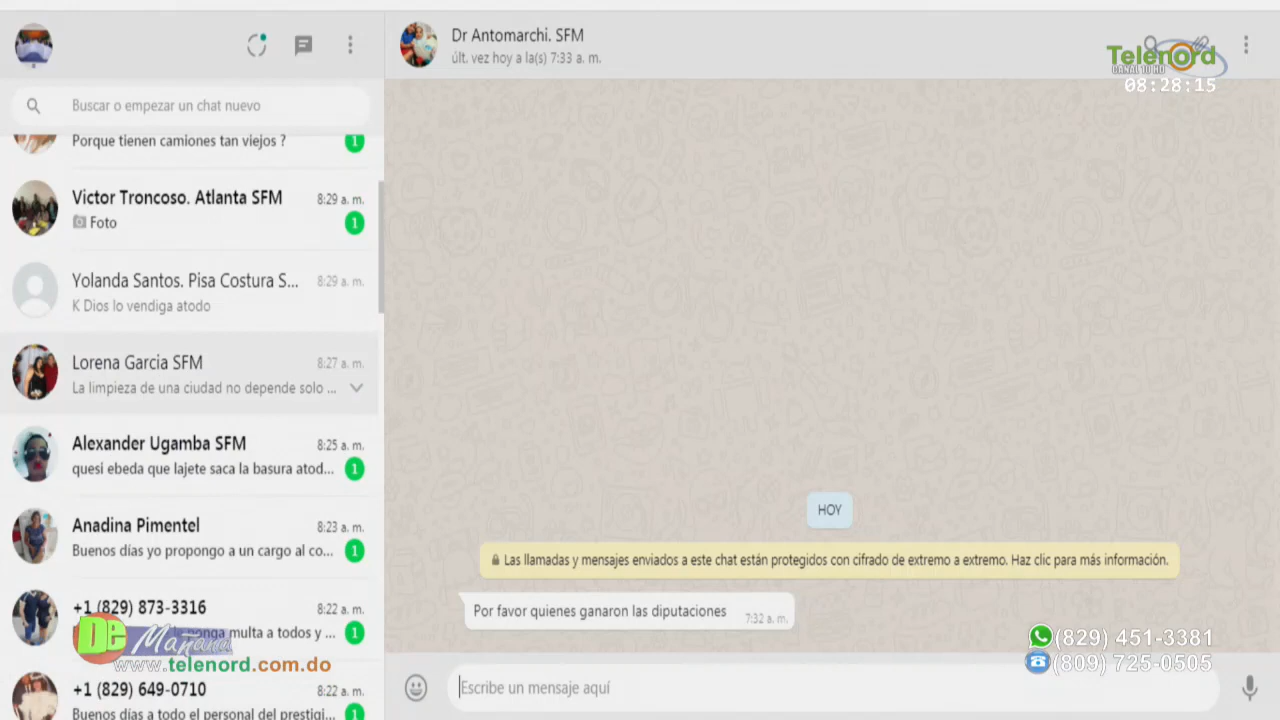 Dr Antomarchi. SFM
últ. vez hoy a la(s) 7:33 a. m.
Telenord
CANAL 10 HD
08:28:15
Buscar o empezar un chat nuevo
Porque tienen camiones tan viejos ?
1
Victor Troncoso. Atlanta SFM
8:29 a. m.
Foto
1
Yolanda Santos. Pisa Costura S...
8:29 a. m.
K Dios lo vendiga atodo
Lorena Garcia SFM
8:27 a. m.
La limpieza de una ciudad no depende solo ...
Alexander Ugamba SFM
8:25 a. m.
quesi ebeda que lajete saca la basura atod...
1
Anadina Pimentel
8:23 a. m.
Buenos días yo propongo a un cargo al co...
1
+1 (829) 873-3316
8:22 a. m.
multa a todos y ...
1
De Mañana
www.telenord.com.do
+1 (829) 649-0710
8:22 a. m.
Buenos días a todo el personal del prestigi...
1
HOY
Las llamadas y mensajes enviados a este chat están protegidos con cifrado de extremo a extremo. Haz clic para más información.
Por favor quienes ganaron las diputaciones
7:32 a. m.
(829) 451-3381
(809) 725-0505
Escribe un mensaje aquí